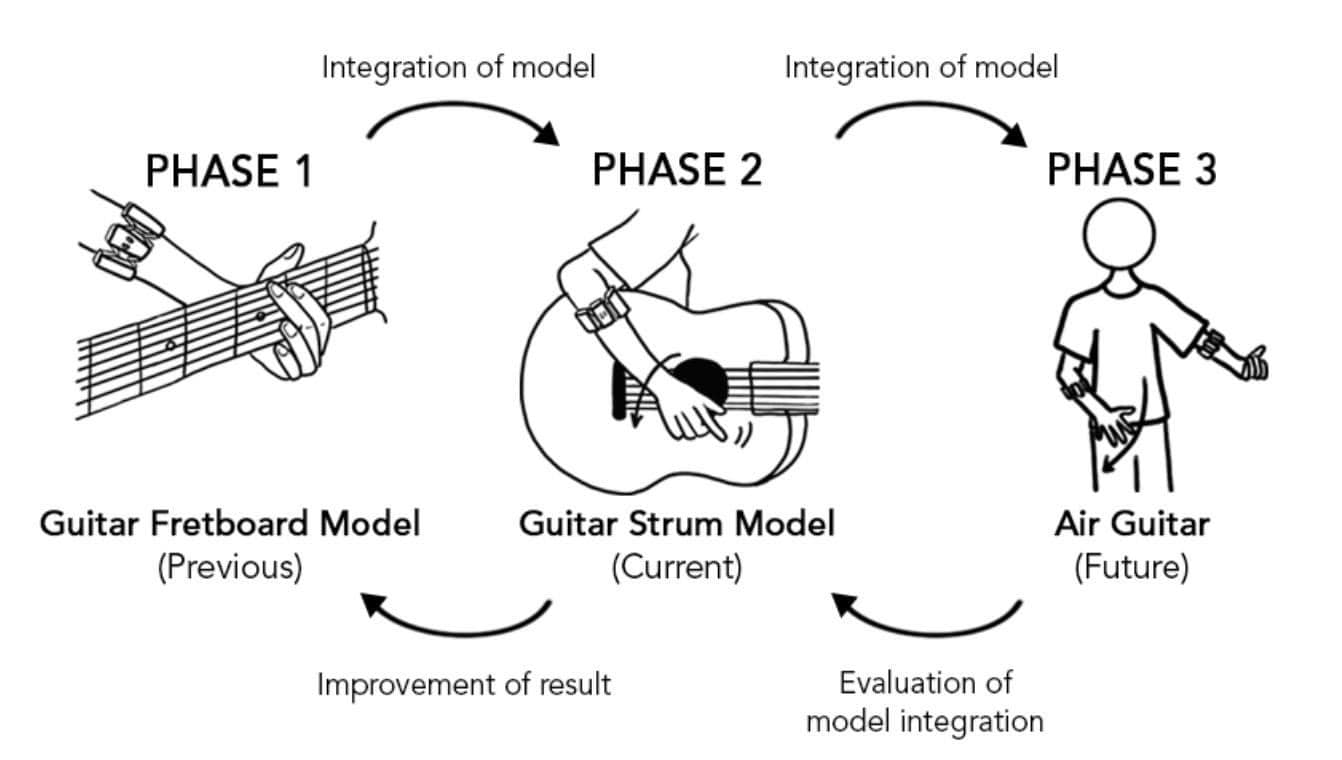 Integration of model
Integration of model
PHASE 1
PHASE 2
PHASE 3
Guitar Fretboard Model
(Previous)
Guitar Strum Model
(Current)
Air Guitar
(Future)
Improvement of result
Evaluation of
model integration